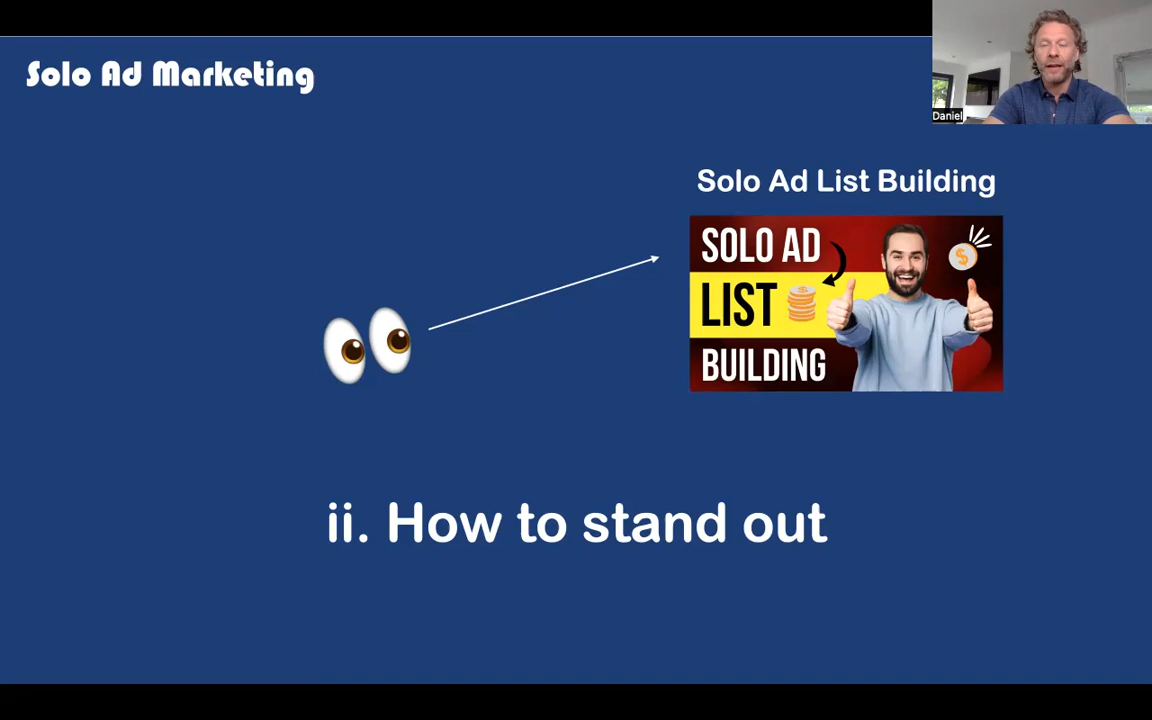 Solo Ad Marketing
Daniel
Solo Ad List Building
SOLO AD
LIST
BUILDING
$
$
ii. How to stand out